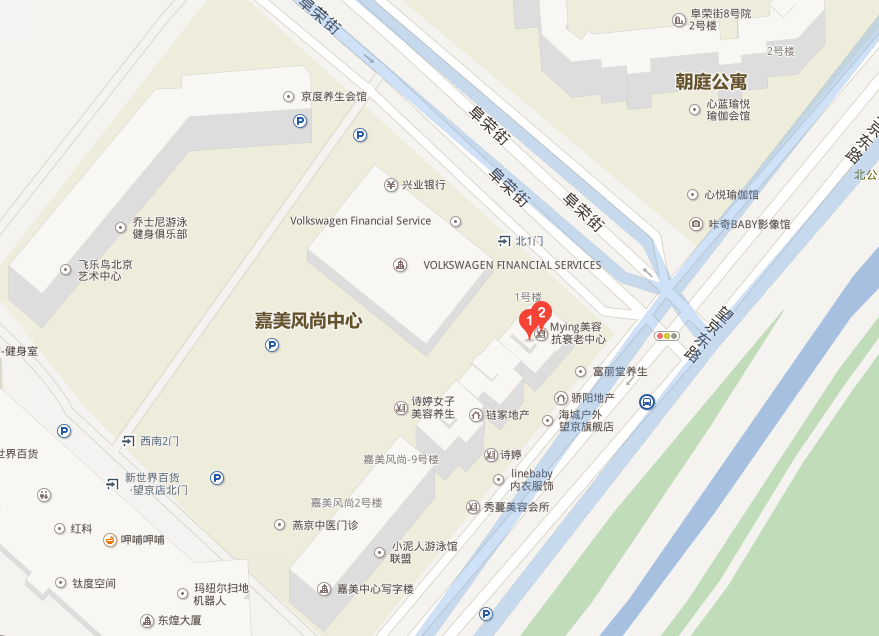 阜荣街
阜荣街8号院
2号楼
2号楼
朝庭公寓
京度养生会馆
P
P
心蓝瑜悦
瑜伽会馆
阜荣街
京东路
北公
兴业银行
阜荣街
阜荣街
心悦瑜伽馆
Volkswagen Financial Service
乔士尼游泳
健身俱乐部
咔奇BABY影像馆
北1门
飞乐鸟北京
艺术中心
VOLKSWAGEN FINANCIAL SERVICES
1号楼
嘉美风尚中心
1
2
Mying美容
抗衰老中心
望京东路
P
-健身室
富丽堂养生
诗婷女子
美容养生
骄阳地产
链家地产
海城户外
望京旗舰店
P
西南2门
世界百货
嘉美风尚-9号楼
诗婷
新世界百货
-望京店北门
P
linebaby
内衣服饰
嘉美风尚2号楼
秀蔓美容会所
红科
呷哺呷哺
燕京中医门诊
小泥人游泳馆
联盟
钛度空间
玛纽尔扫地
机器人
嘉美中心写字楼
东煌大厦
P